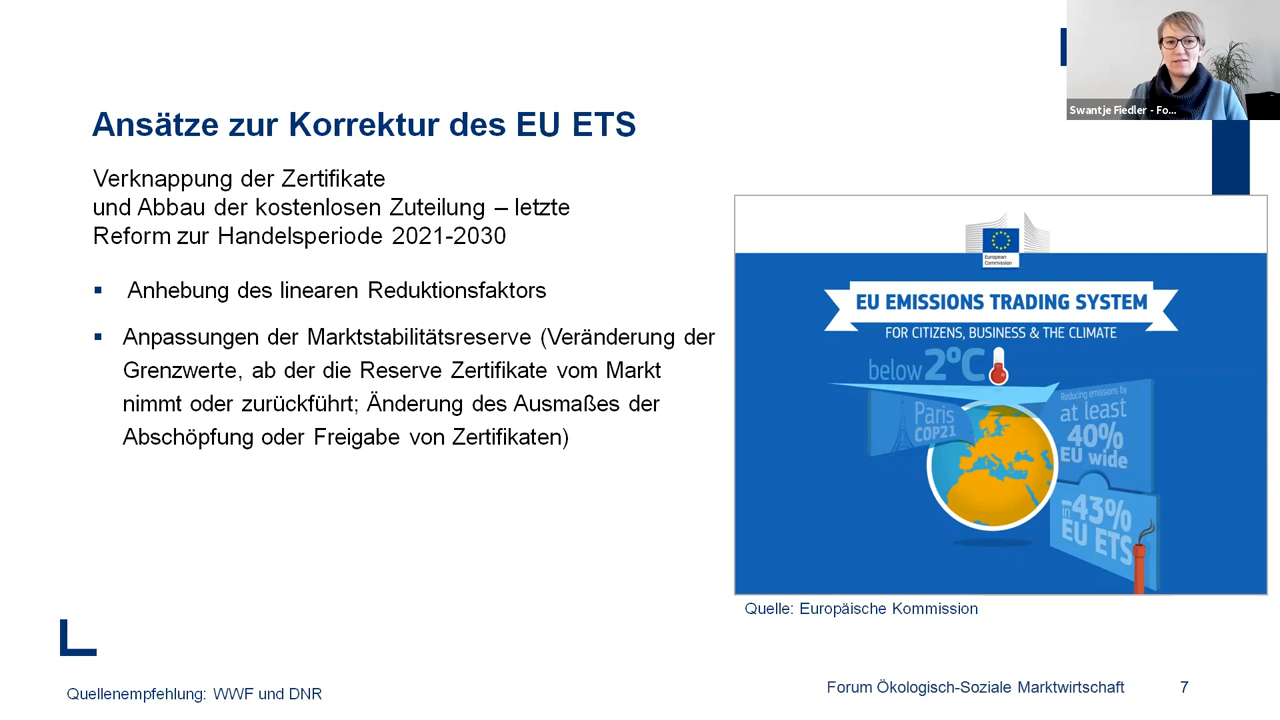 Swantje Fiedler - Fo...
Ansätze zur Korrektur des EU ETS
Verknappung der Zertifikate
und Abbau der kostenlosen Zuteilung – letzte
Reform zur Handelsperiode 2021-2030
▪ Anhebung des linearen Reduktionsfaktors
▪ Anpassungen der Marktstabilitätsreserve (Veränderung der
Grenzwerte, ab der die Reserve Zertifikate vom Markt
nimmt oder zurückführt; Änderung des Ausmaßes der
Abschöpfung oder Freigabe von Zertifikaten)
European
Commission
EU EMISSIONS TRADING SYSTEM
FOR CITIZENS, BUSINESS & THE CLIMATE
below 2°C
Paris
COP21
Reducing emissions by
at least
40%
EU wide
-43%
in
EU ETS
Quelle: Europäische Kommission
Quellenempfehlung: WWF und DNR
Forum Ökologisch-Soziale Marktwirtschaft 7